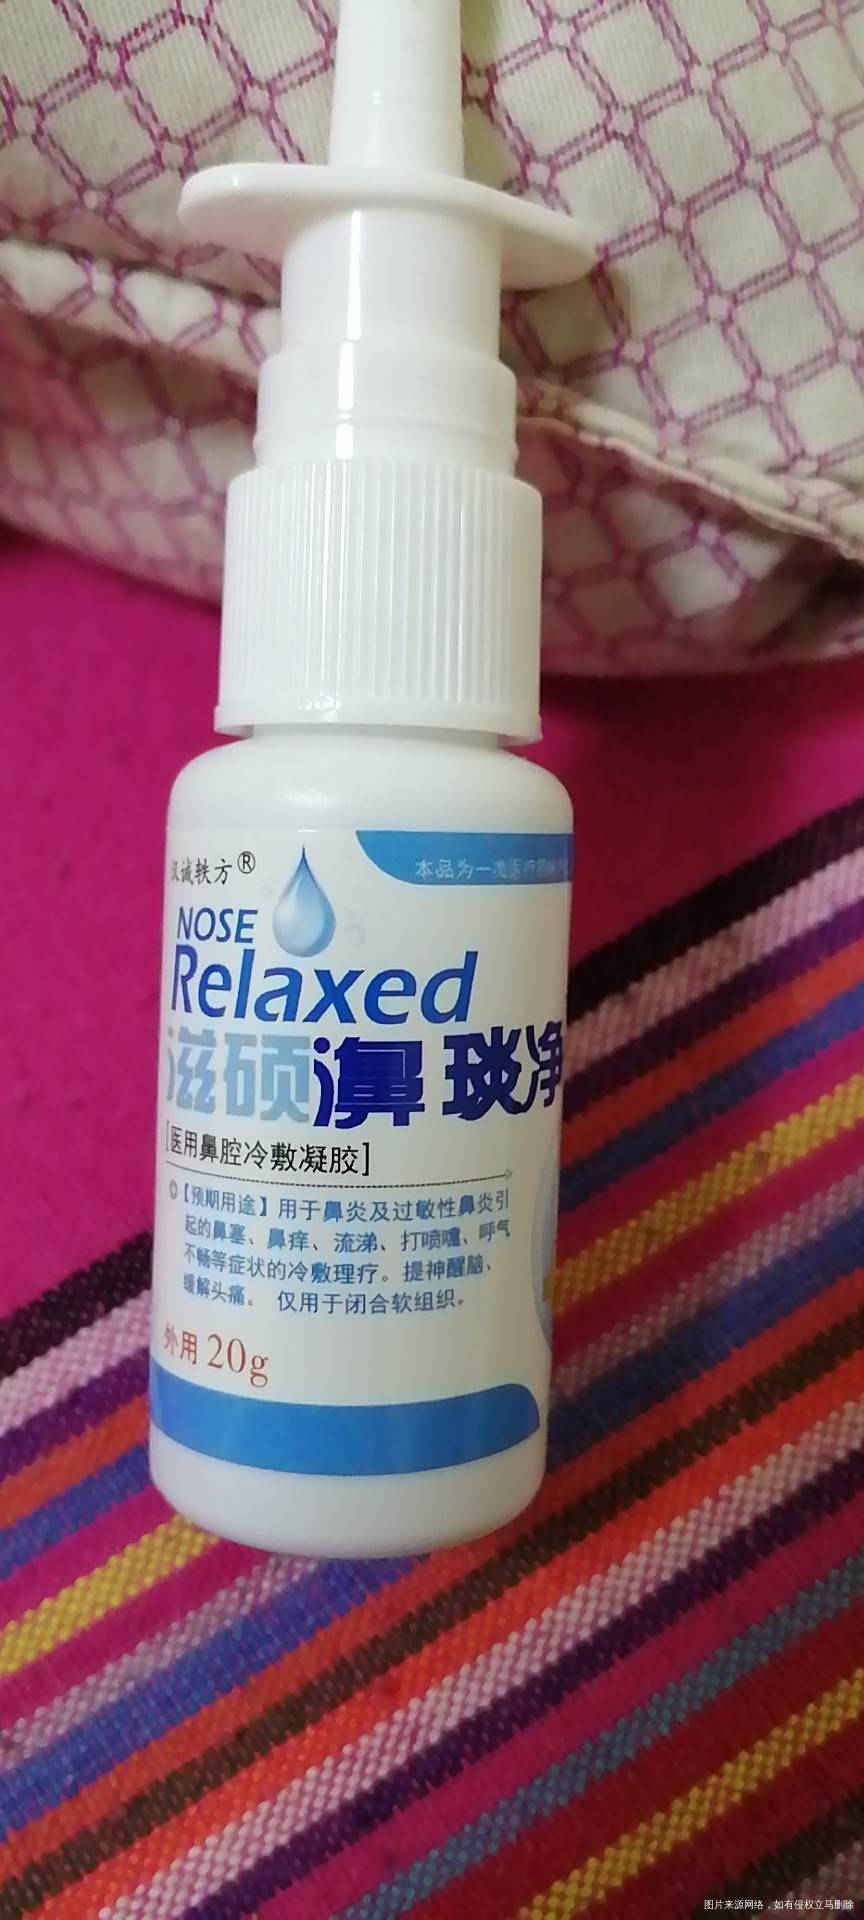 汉诚轶方®
本品为一类医疗器械
NOSE
Relaxed
滋硕濞琰净
[医用鼻腔冷敷凝胶]
【预期用途】用于鼻炎及过敏性鼻炎引
起的鼻塞、鼻痒、流涕、打喷嚏、呼气
不畅等症状的冷敷理疗。提神醒脑、
缓解头痛。 仅用于闭合软组织。
外用 20g
图片来源网络，如有侵权立马删除